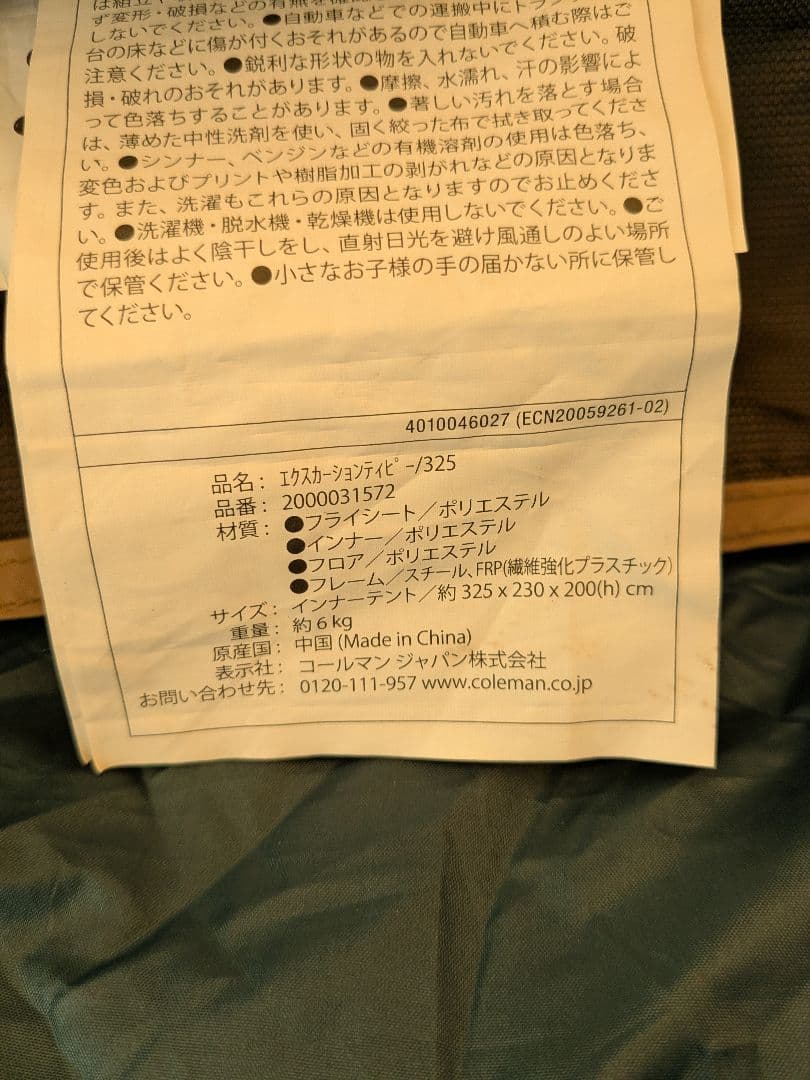 は組立
ず変形・破損などの有無を確認
しないでください。●自動車などでの運搬中にトラン
台の床などに傷が付くおそれがあるので自動車へ積む際はご
注意ください。●鋭利な形状の物を入れないでください。破
損・破れのおそれがあります。●摩擦、水濡れ、汗の影響によ
って色落ちすることがあります。●著しい汚れを落とす場合
は、薄めた中性洗剤を使い、固く絞った布で拭き取ってくださ
い。●シンナー、ベンジンなどの有機溶剤の使用は色落ち、
変色およびプリントや樹脂加工の剥がれなどの原因となりま
す。また、洗濯もこれらの原因となりますのでお止めくださ
い。●洗濯機・脱水機・乾燥機は使用しないでください。●ご
使用後はよく陰干しをし、直射日光を避け風通しのよい場所
で保管ください。●小さなお子様の手の届かない所に保管し
てください。
4010046027 (ECN20059261-02)
品名: ｴｸｽｶｰｼｮﾝﾃｨﾋﾟｰ/325
品番: 2000031572
材質: ●フライシート／ポリエステル
●インナー／ポリエステル
●フロア／ポリエステル
●フレーム／スチール、FRP(繊維強化プラスチック)
サイズ: インナーテント／約 325 x 230 x 200(h) cm
重量: 約 6 kg
原産国: 中国 (Made in China)
表示社: コールマン ジャパン株式会社
お問い合わせ先: 0120-111-957 www.coleman.co.jp